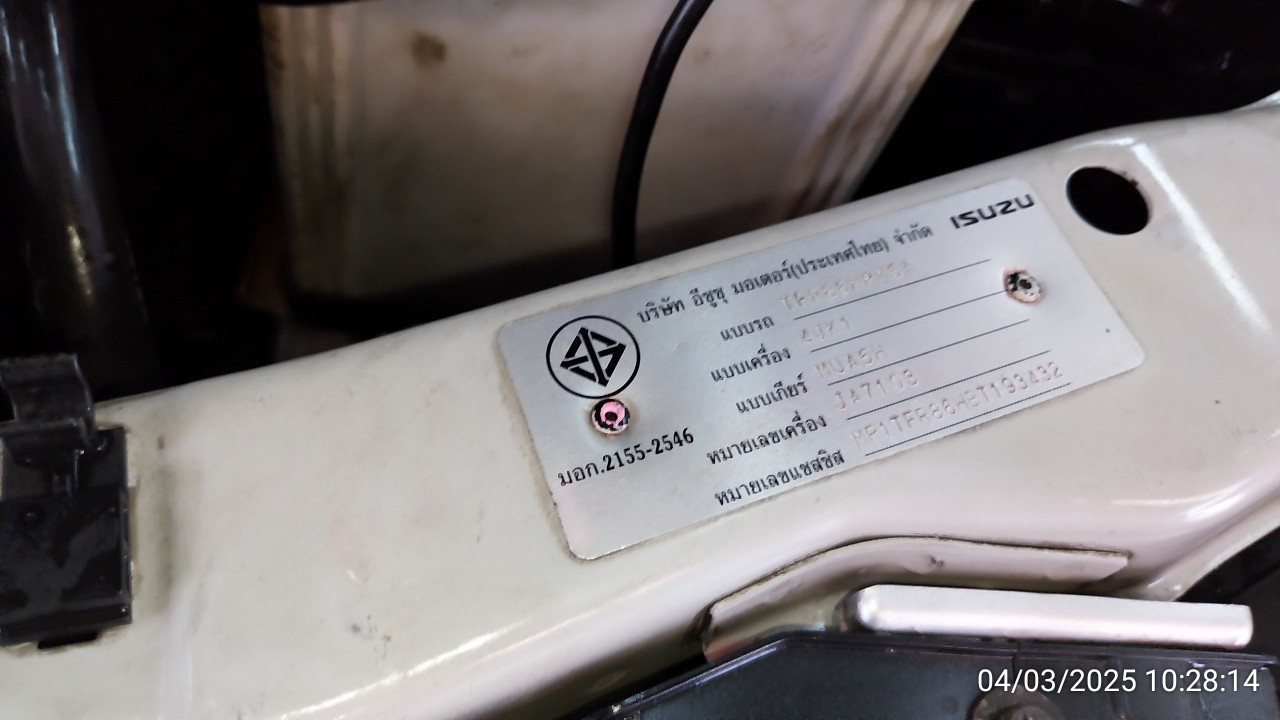 ISUZU
บริษัท อีซูซุ มอเตอร์(ประเทศไทย) จำกัด
แบบรถ
แบบเครื่อง 4JK1
แบบเกียร์ MUA5H
หมายเลขเครื่อง
หมายเลขแชสซิส MP1TFR86HBT193432
มอก.2155-2546
04/03/2025 10:28:14